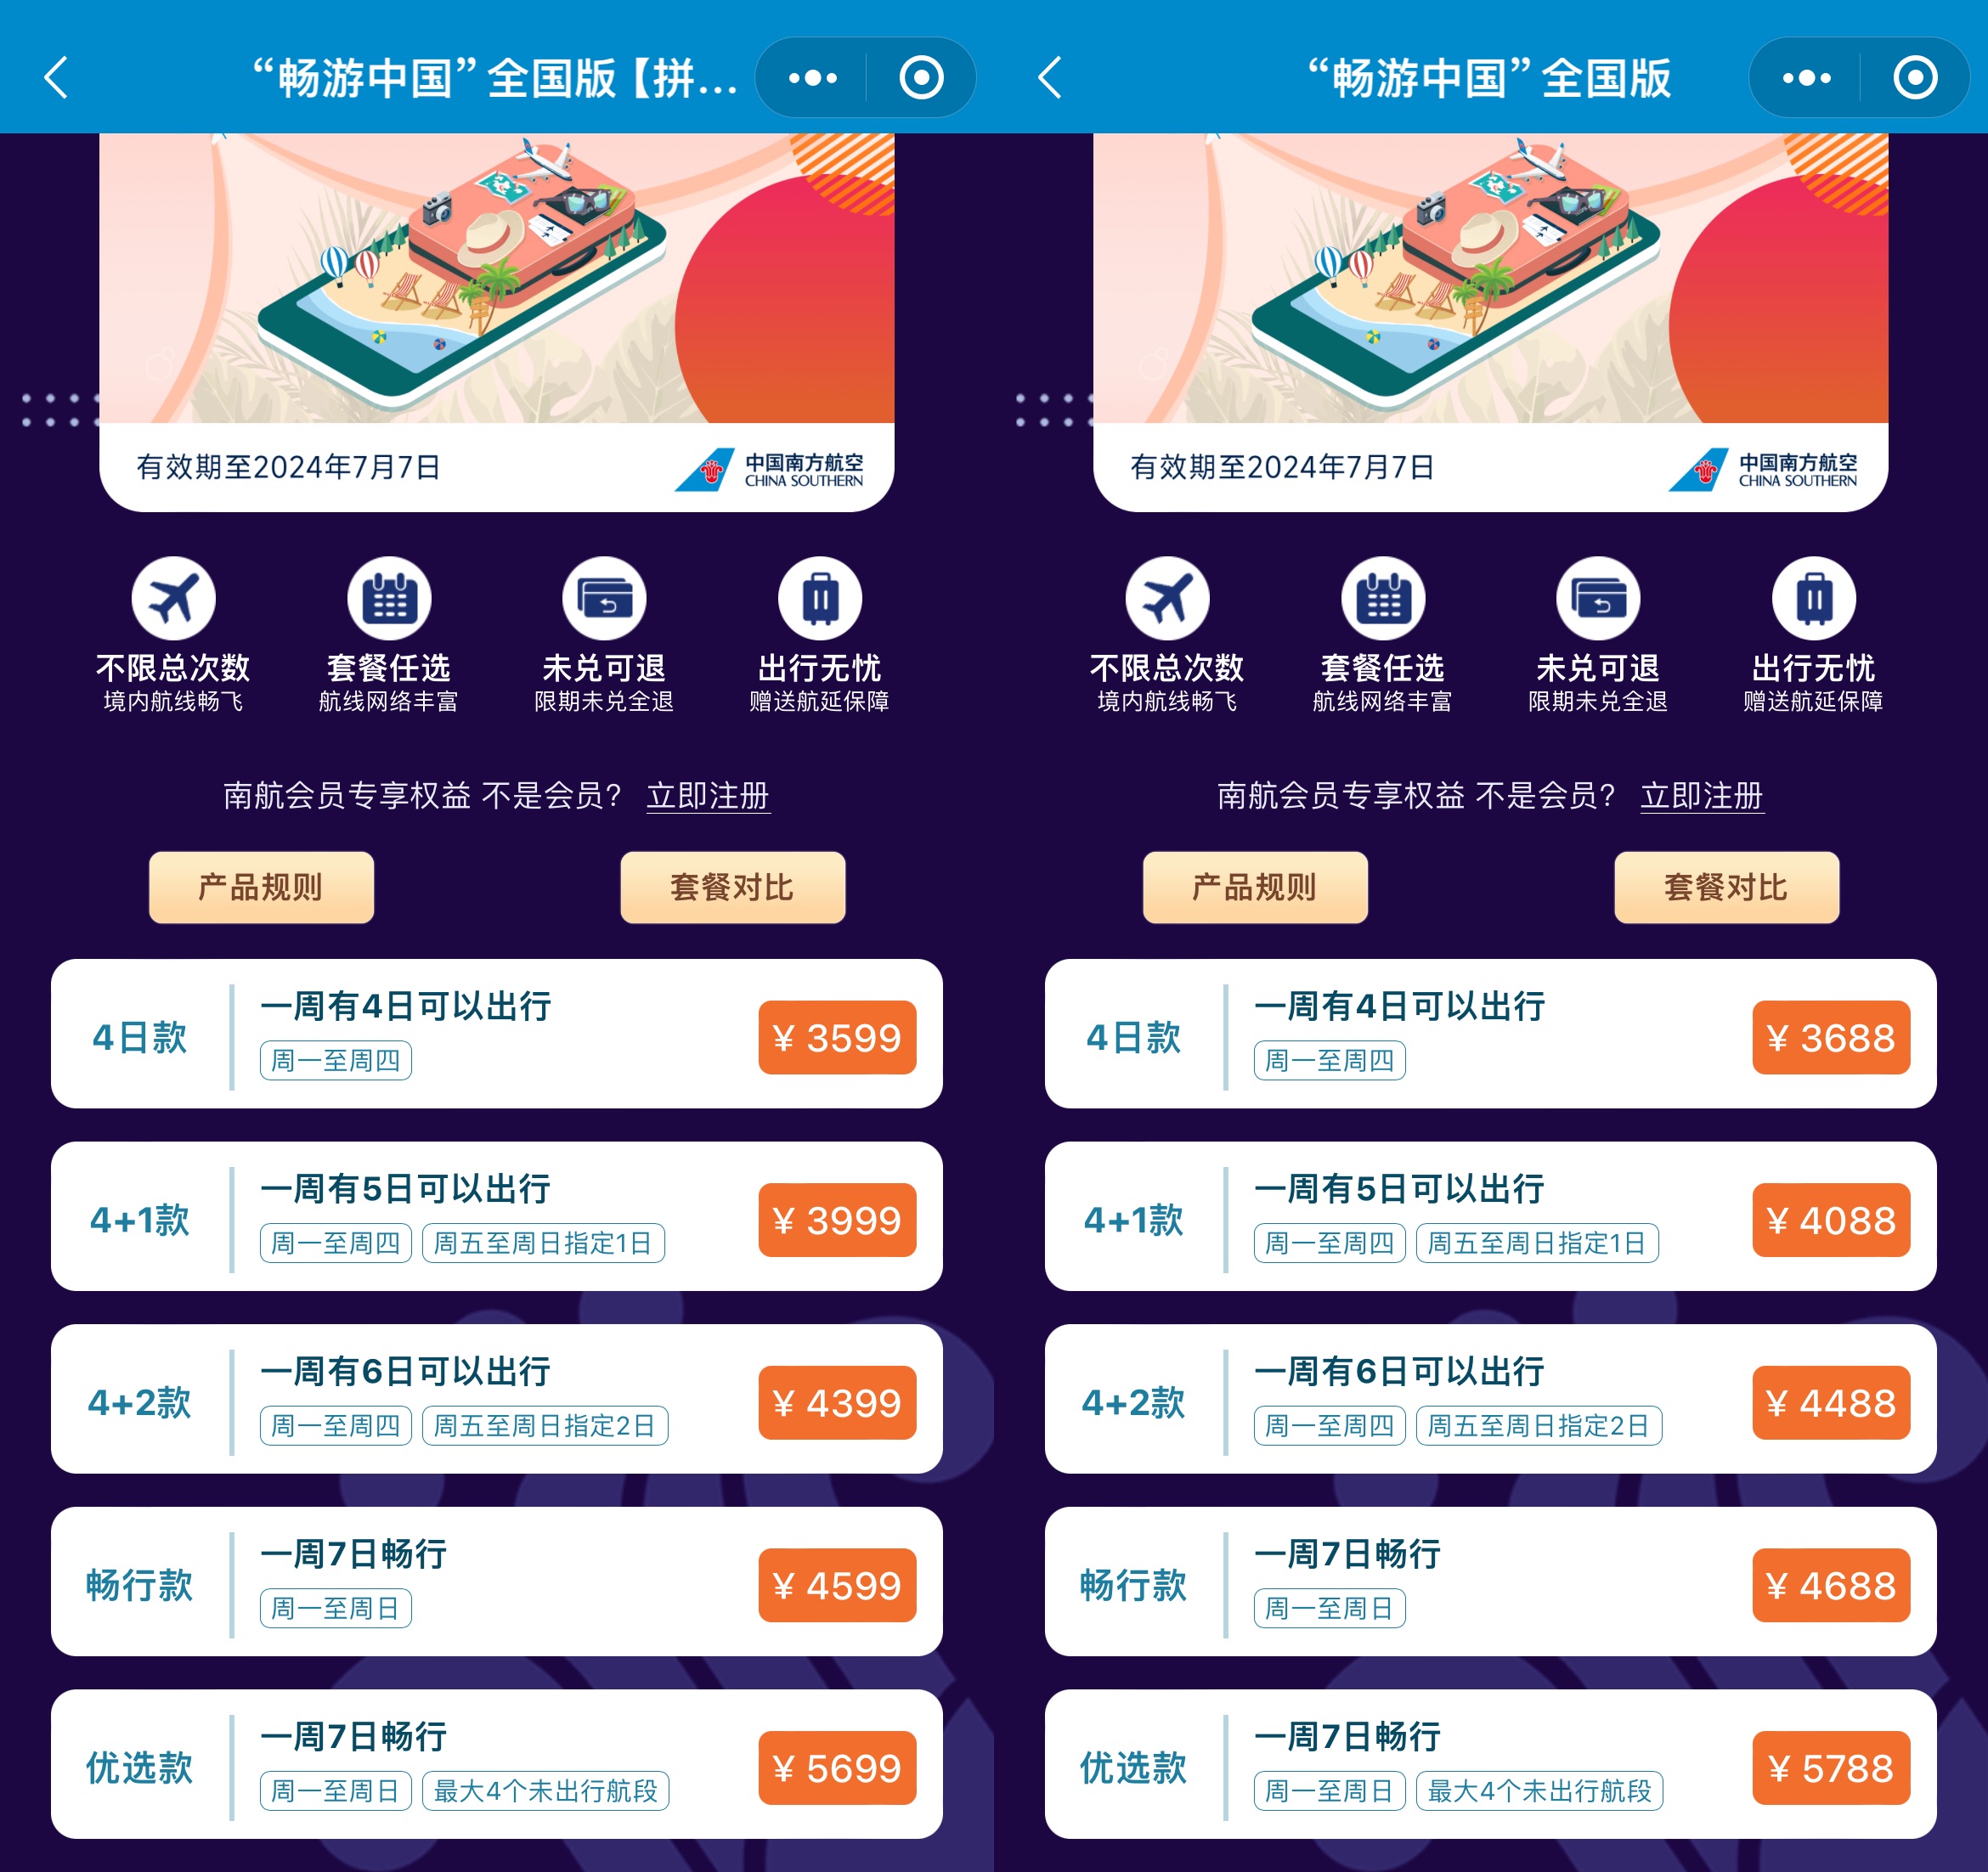 “畅游中国”全国版【拼...
有效期至2024年7月7日
中国南方航空
CHINA SOUTHERN
不限总次数 套餐任选 未兑可退 出行无忧
境内航线畅飞 航线网络丰富 限期未兑全退 赠送航延保障
南航会员专享权益 不是会员? 立即注册
产品规则 套餐对比
4日款
一周有4日可以出行
周一至周四
¥ 3599
4+1款
一周有5日可以出行
周一至周四 周五至周日指定1日
¥ 3999
4+2款
一周有6日可以出行
周一至周四 周五至周日指定2日
¥ 4399
畅行款
一周7日畅行
周一至周日
¥ 4599
优选款
一周7日畅行
周一至周日 最大4个未出行航段
¥ 5699
“畅游中国”全国版
有效期至2024年7月7日
中国南方航空
CHINA SOUTHERN
不限总次数 套餐任选 未兑可退 出行无忧
境内航线畅飞 航线网络丰富 限期未兑全退 赠送航延保障
南航会员专享权益 不是会员? 立即注册
产品规则 套餐对比
4日款
一周有4日可以出行
周一至周四
¥ 3688
4+1款
一周有5日可以出行
周一至周四 周五至周日指定1日
¥ 4088
4+2款
一周有6日可以出行
周一至周四 周五至周日指定2日
¥ 4488
畅行款
一周7日畅行
周一至周日
¥ 4688
优选款
一周7日畅行
周一至周日 最大4个未出行航段
¥ 5788